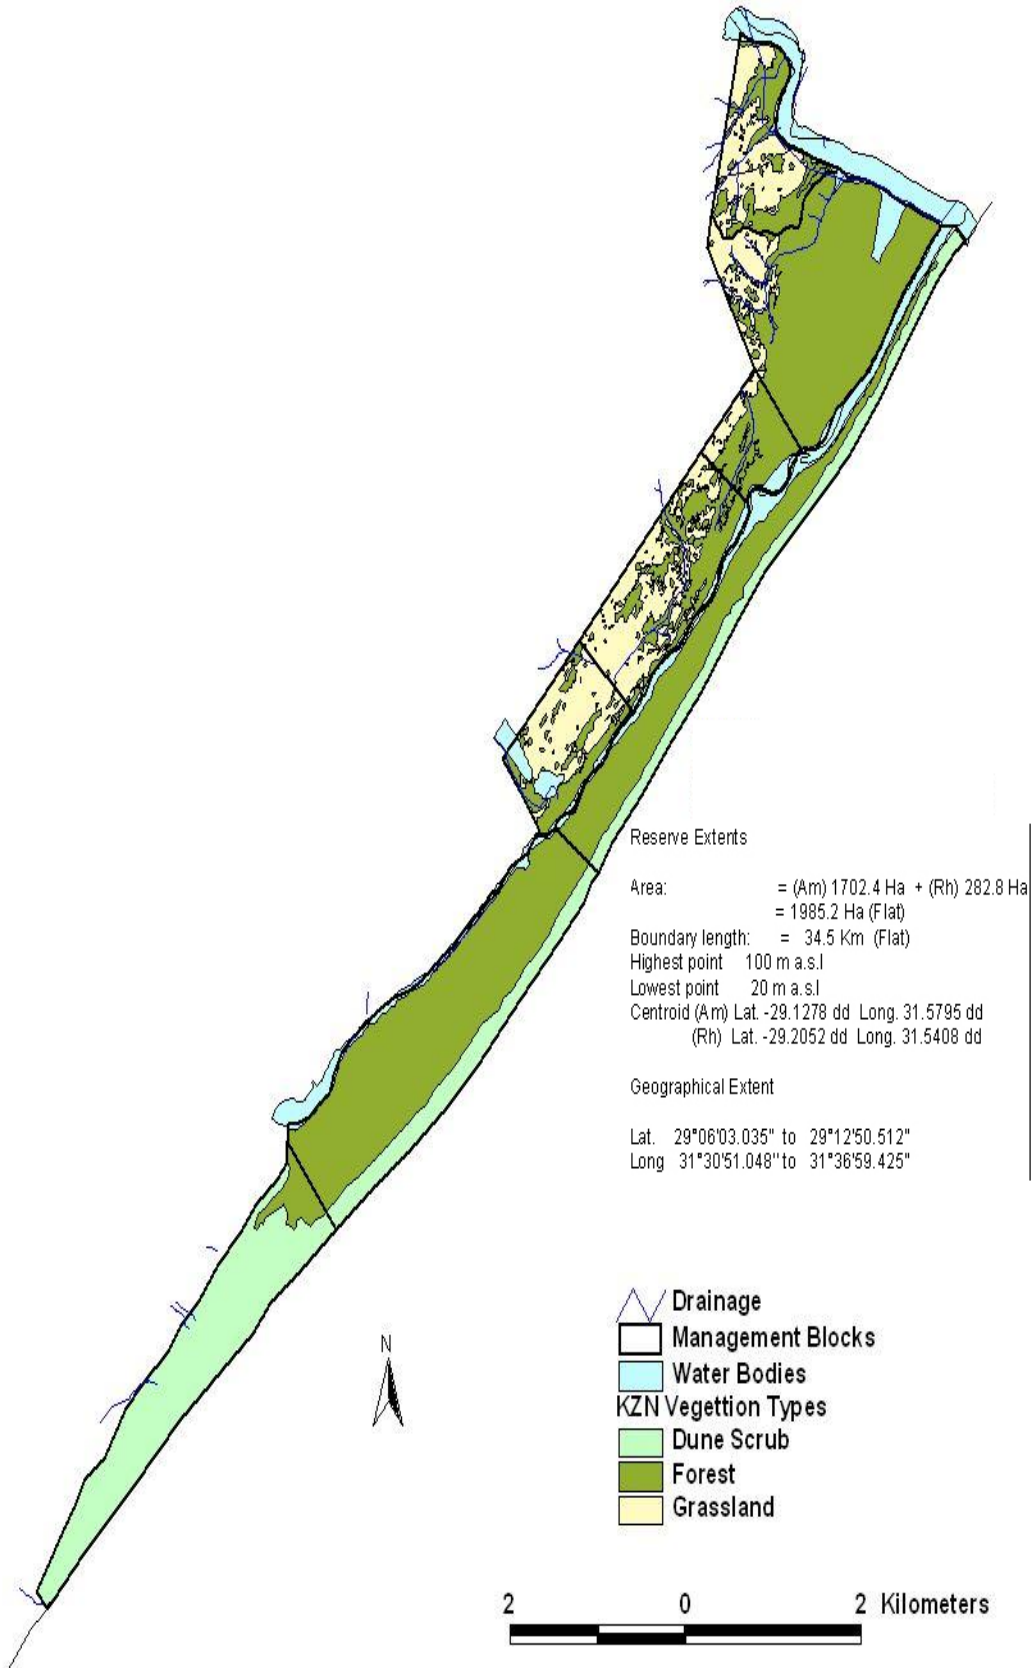 Reserve Extents
Area: = (Am) 1702.4 Ha + (Rh) 282.8 Ha
= 1985.2 Ha (Flat)
Boundary length: = 34.5 Km (Flat)
Highest point 100 m a.s.l
Lowest point 20 m a.s.l
Centroid (Am) Lat. -29.1278 dd Long. 31.5795 dd
(Rh) Lat. -29.2052 dd Long. 31.5408 dd
Geographical Extent
Lat. 29°06'03.035" to 29°12'50.512"
Long 31°30'51.048" to 31°36'59.425"
Drainage
Management Blocks
Water Bodies
KZN Vegettion Types
Dune Scrub
Forest
Grassland
N
2 0 2 Kilometers